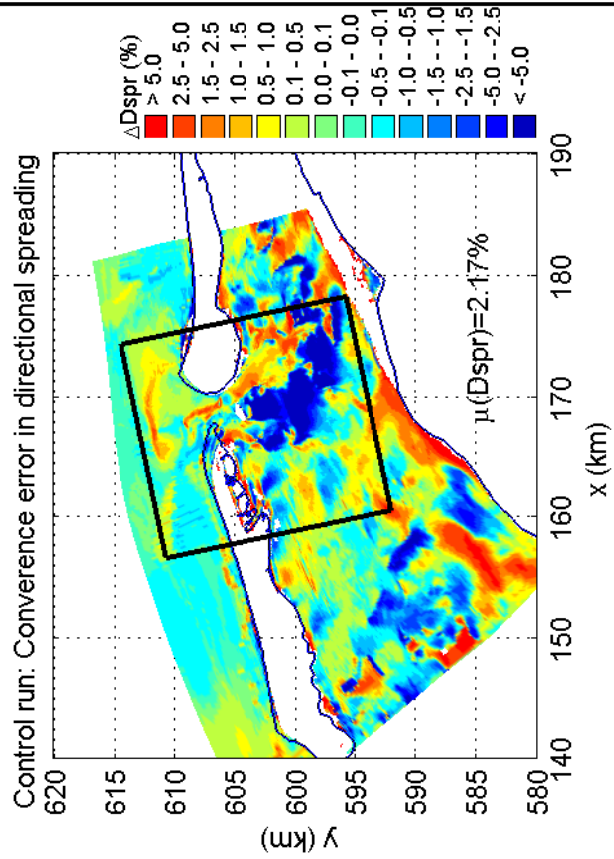 Control run: Converence error in directional spreading
ΔDspr (%)
> 5.0
2.5 - 5.0
1.5 - 2.5
1.0 - 1.5
0.5 - 1.0
0.1 - 0.5
0.0 - 0.1
-0.1 - 0.0
-0.5 - -0.1
-1.0 - -0.5
-1.5 - -1.0
-2.5 - -1.5
-5.0 - -2.5
< -5.0
620
615
610
605
600
595
590
585
580
y (km)
μ(Dspr)=2.17%
140
150
160
170
180
190
x (km)